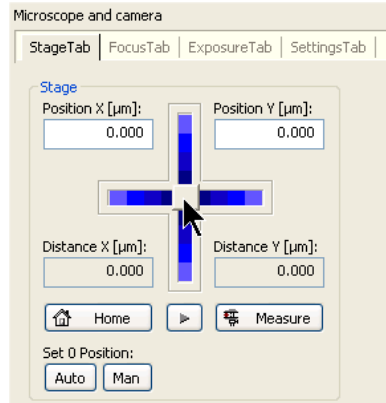 Microscope and camera
StageTab FocusTab ExposureTab SettingsTab
Stage
Position X [µm]: Position Y [µm]:
0.000 0.000
Distance X [µm]: Distance Y [µm]:
0.000 0.000
Home Measure
Set 0 Position:
Auto Man